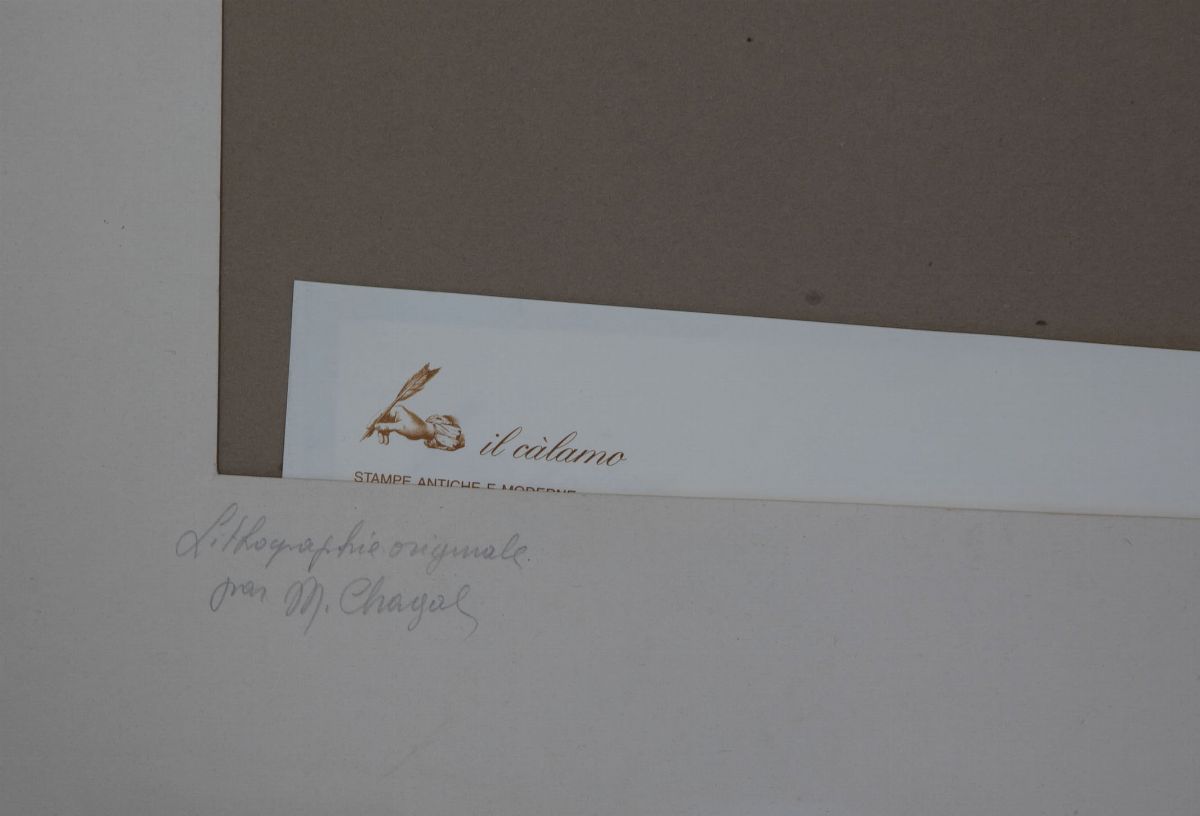 il càlamo
STAMPE ANTICHE E MODERNE
Lithographie originale
par M. Chagal